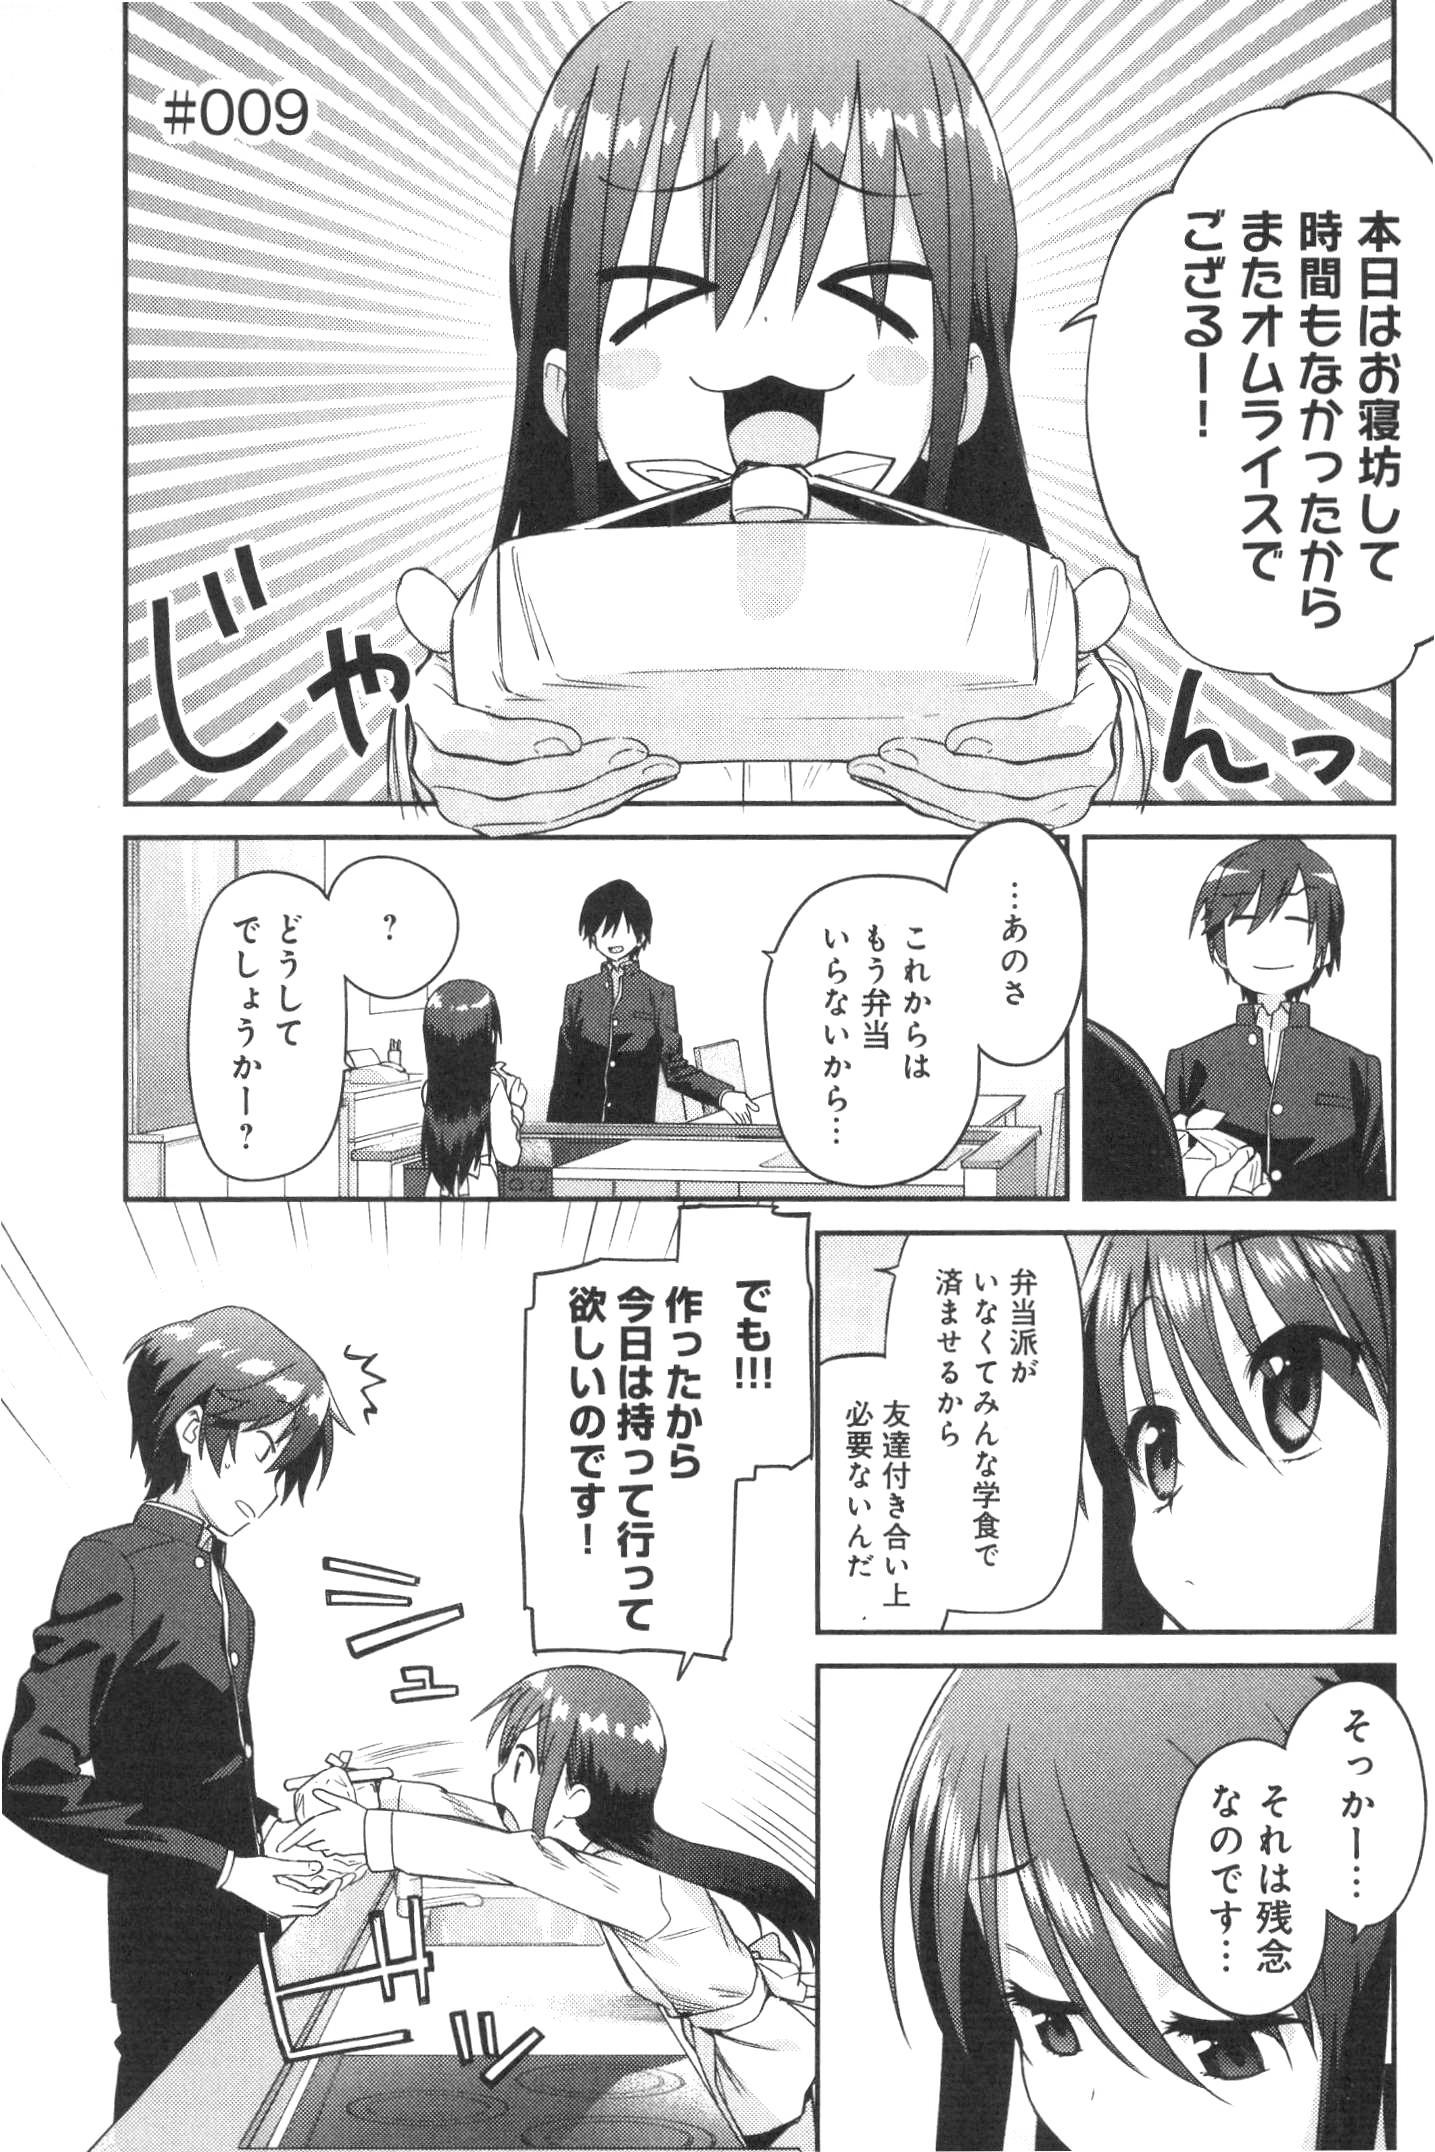 #009
本日はお寝坊して
時間もなかったから
またオムライスで
ござるー!
じゃんっ
…あのさ
これからは
もう弁当
いらないから…
?
どうして
でしょうかー?
弁当派が
いなくてみんな学食で
済ませるから
友達付き合い上
必要ないんだ
そっかー…
それは残念
なのです…
でも!!!
作ったから
今日は持って行って
欲しいのです!
ギュ
ビシッ